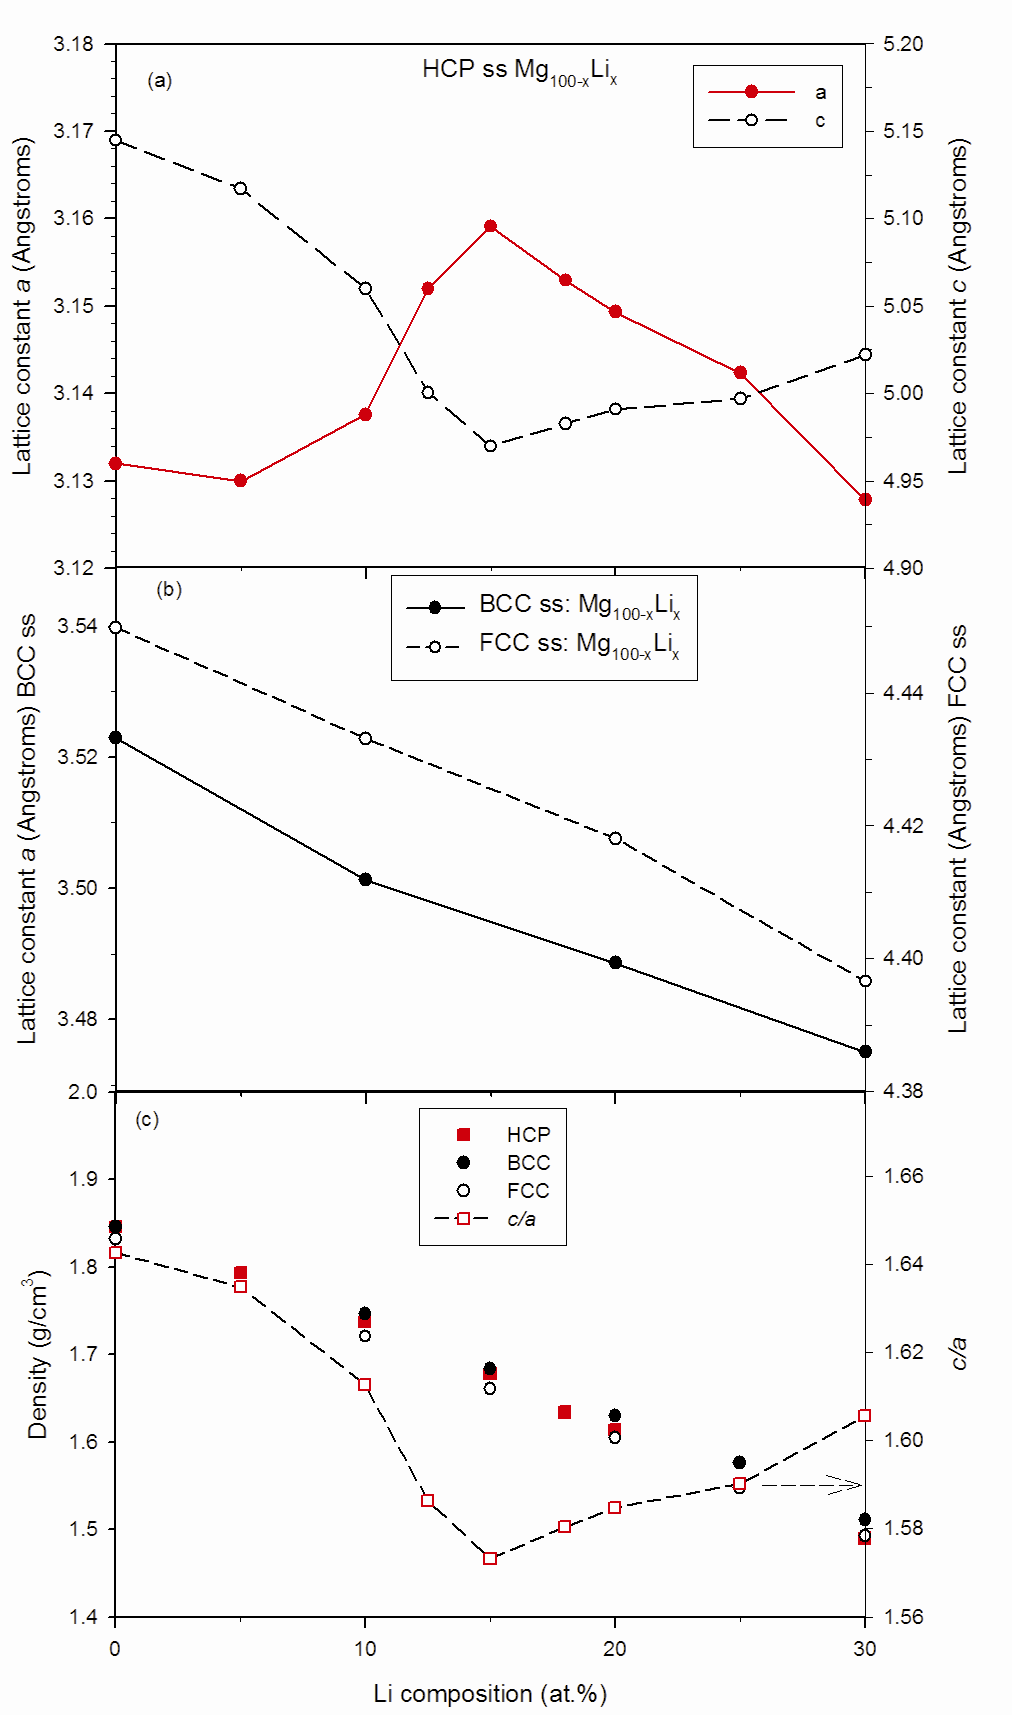 (a)
HCP ss Mg100-xLix
a
c
3.18
3.17
3.16
3.15
3.14
3.13
3.12
Lattice constant a (Angstroms)
5.20
5.15
5.10
5.05
5.00
4.95
4.90
Lattice constant c (Angstroms)
(b)
BCC ss: Mg100-xLix
FCC ss: Mg100-xLix
3.54
3.52
3.50
3.48
Lattice constant a (Angstroms) BCC ss
4.44
4.42
4.40
4.38
Lattice constant (Angstroms) FCC ss
(c)
HCP
BCC
FCC
c/a
2.0
1.9
1.8
1.7
1.6
1.5
1.4
Density (g/cm3)
1.66
1.64
1.62
1.60
1.58
1.56
c/a
0
10
20
30
Li composition (at.%)